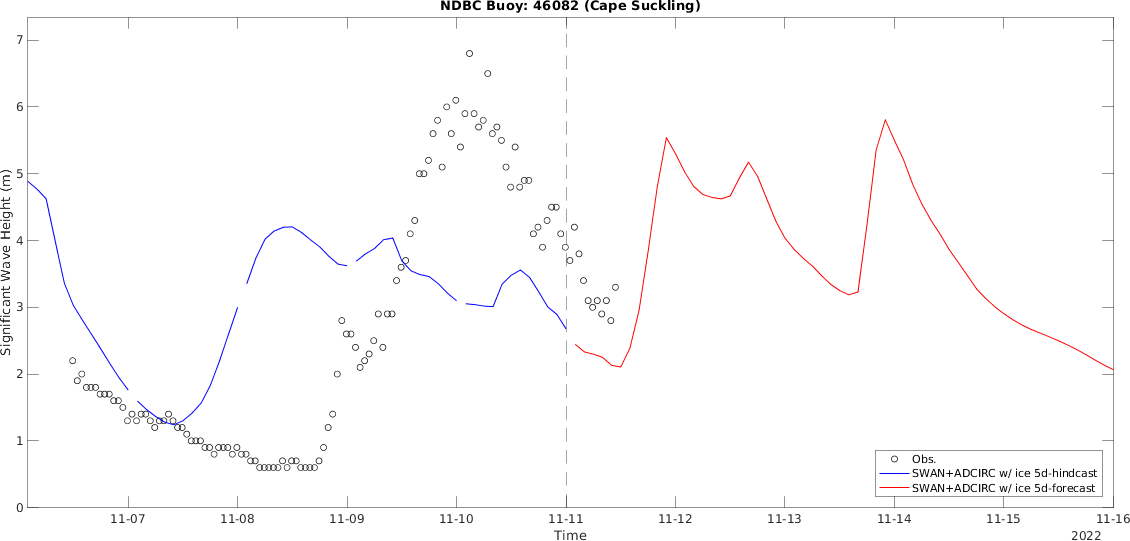 NDBC Buoy: 46082 (Cape Suckling)
7
6
5
4
3
2
1
0
Significant Wave Height (m)
Obs.
SWAN+ADCIRC w/ ice 5d-hindcast
SWAN+ADCIRC w/ ice 5d-forecast
11-07 11-08 11-09 11-10 11-11 11-12 11-13 11-14 11-15 11-16
Time
2022